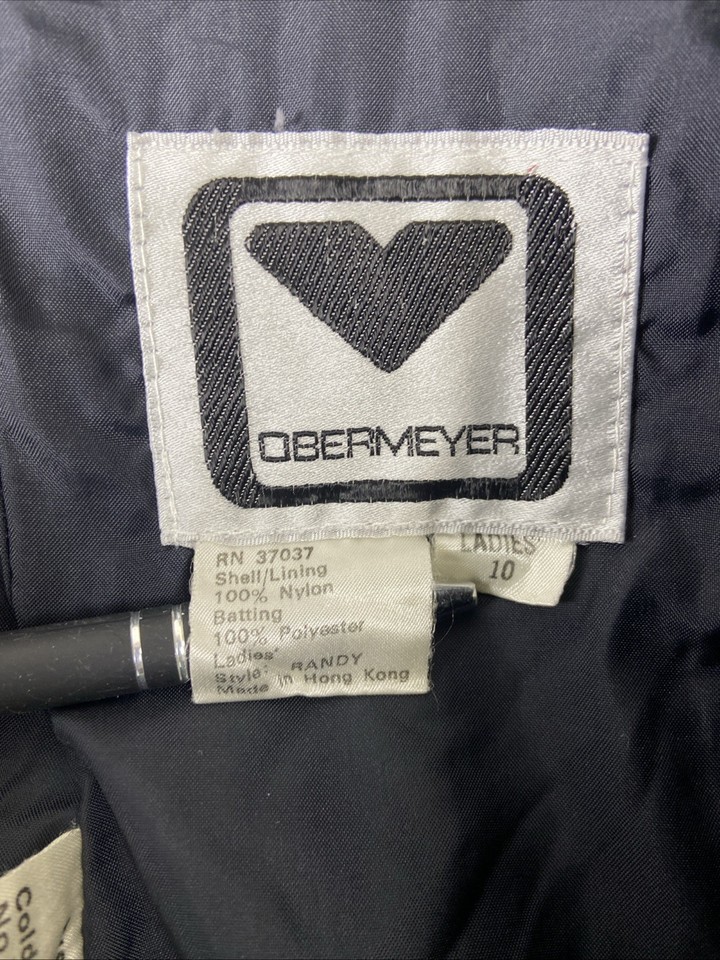 OBERMEYER
RN 37037
Shell/Lining
100% Nylon
Batting
100% Polyester
Ladies'
Style: RANDY
Made in Hong Kong
LADIES
10
Cold